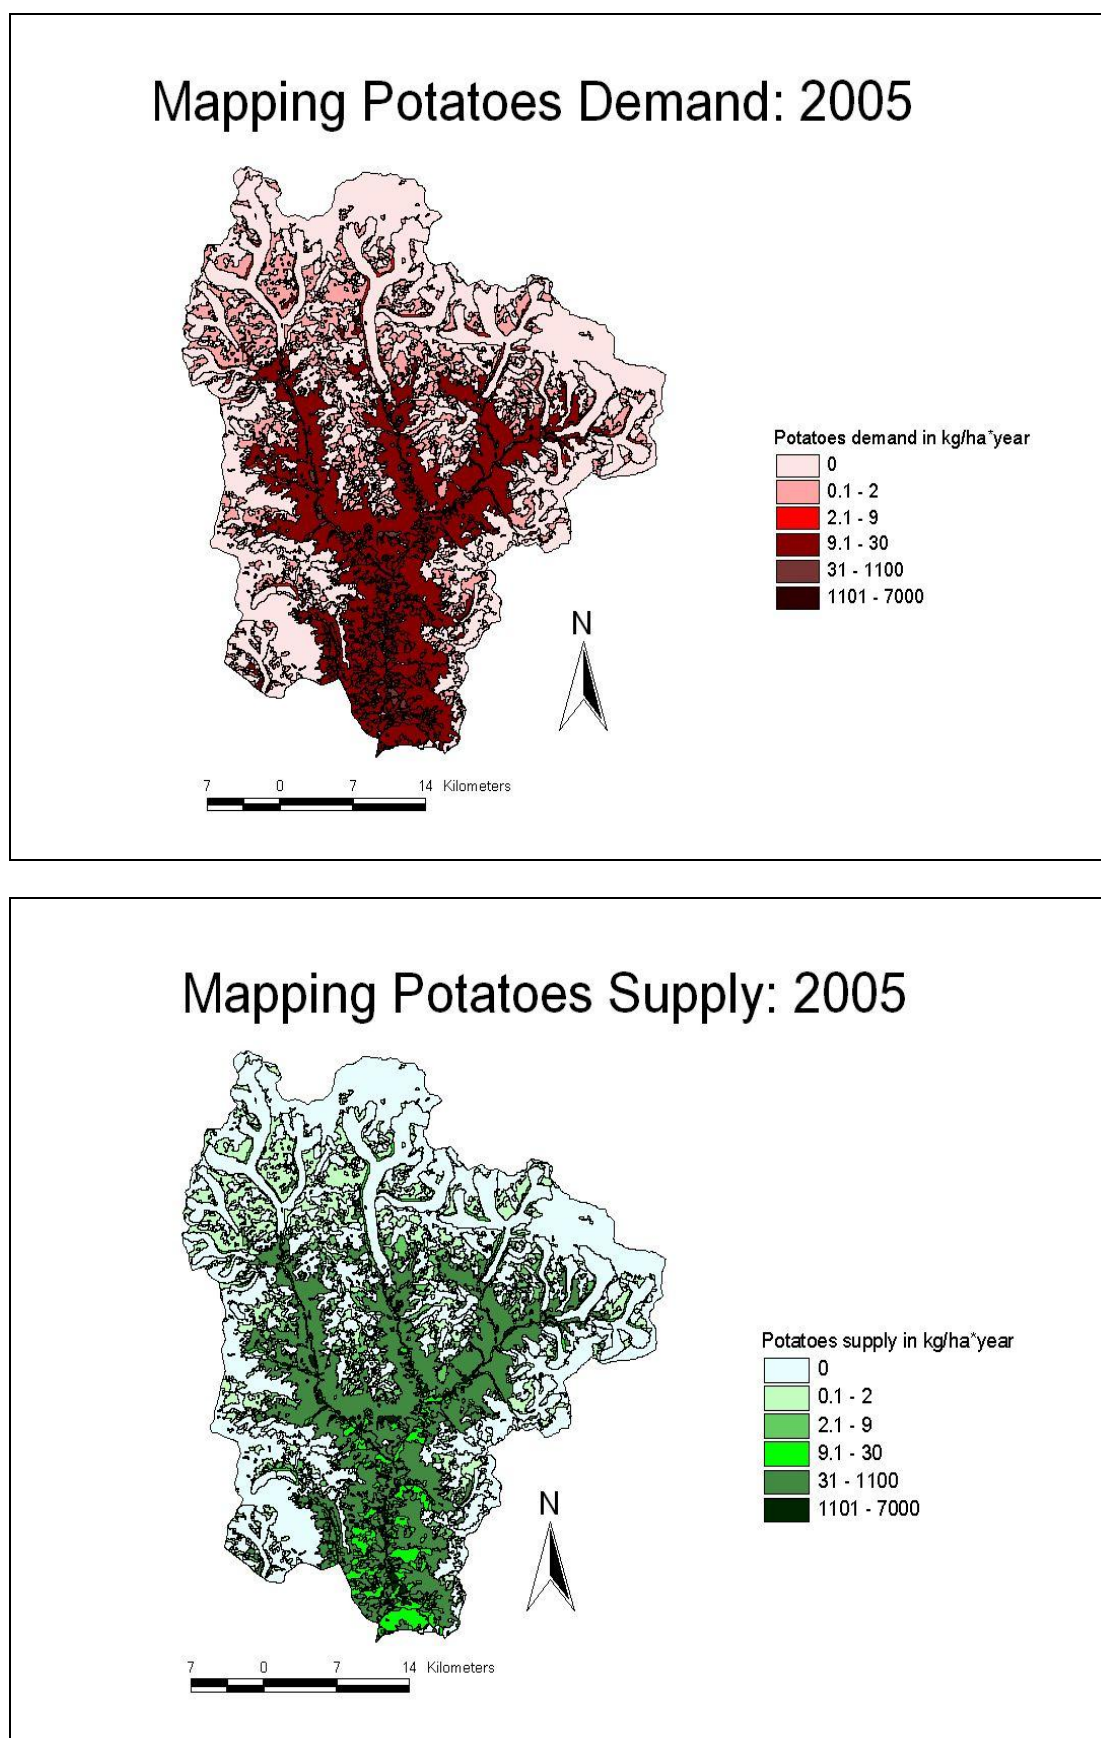 Mapping Potatoes Demand: 2005
Potatoes demand in kg/ha*year
0
0.1 - 2
2.1 - 9
9.1 - 30
31 - 1100
1101 - 7000
N
7 0 7 14 Kilometers
Mapping Potatoes Supply: 2005
Potatoes supply in kg/ha*year
0
0.1 - 2
2.1 - 9
9.1 - 30
31 - 1100
1101 - 7000
N
7 0 7 14 Kilometers